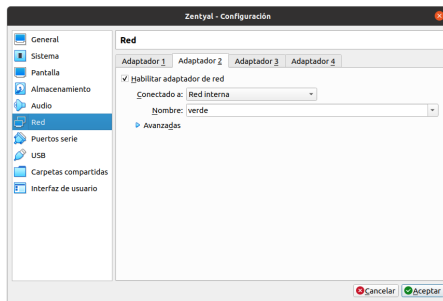 Zentyal - Configuración
General
Sistema
Pantalla
Almacenamiento
Audio
Red
Puertos serie
USB
Carpetas compartidas
Interfaz de usuario
Red
Adaptador 1 Adaptador 2 Adaptador 3 Adaptador 4
Habilitar adaptador de red
Conectado a: Red interna
Nombre: verde
Avanzadas
Cancelar Aceptar